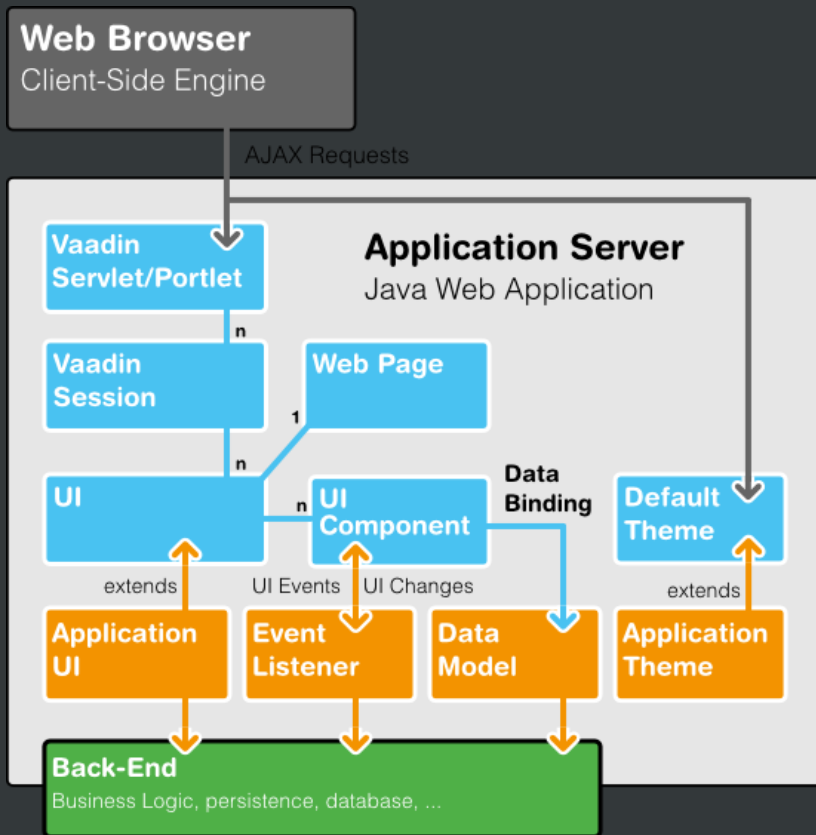 Web Browser
Client-Side Engine
AJAX Requests
Application Server
Java Web Application
Vaadin
Servlet/Portlet
n
Vaadin
Session
Web Page
1
n
UI
n
UI
Component
Data
Binding
Default
Theme
extends
UI Events
UI Changes
extends
Application
UI
Event
Listener
Data
Model
Application
Theme
Back-End
Business Logic, persistence, database, ...